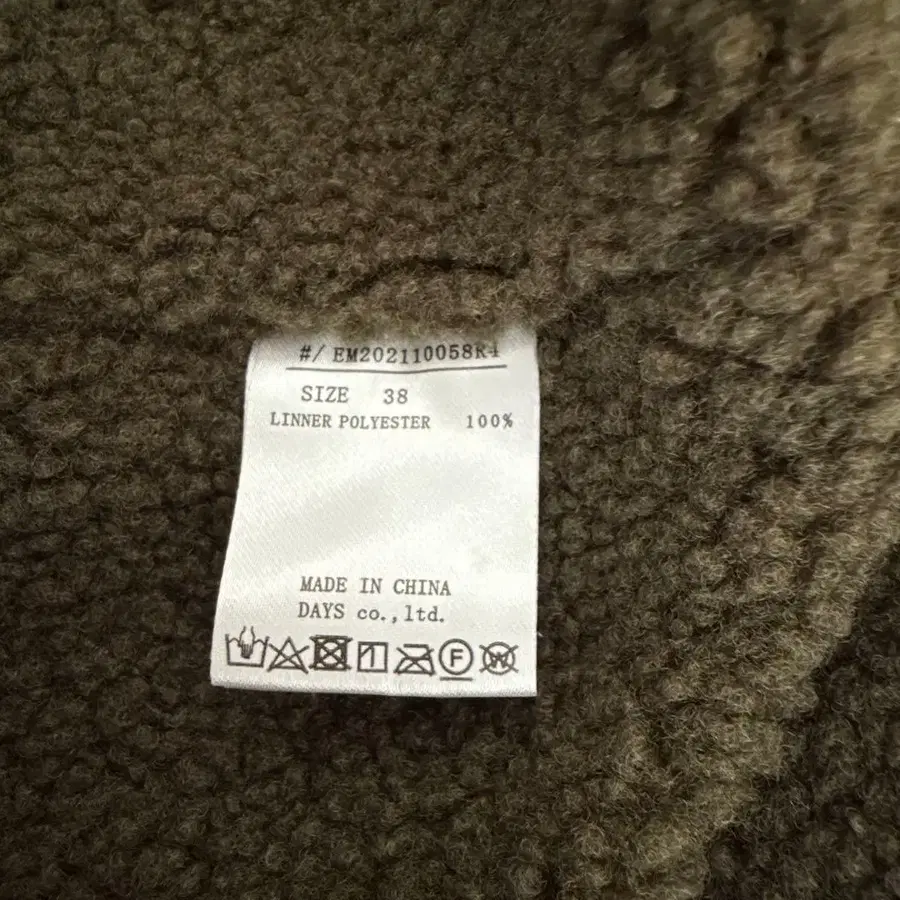 #/ EM202110058R4
SIZE 38
LINNER POLYESTER 100%
MADE IN CHINA
DAYS co.,ltd.
F W